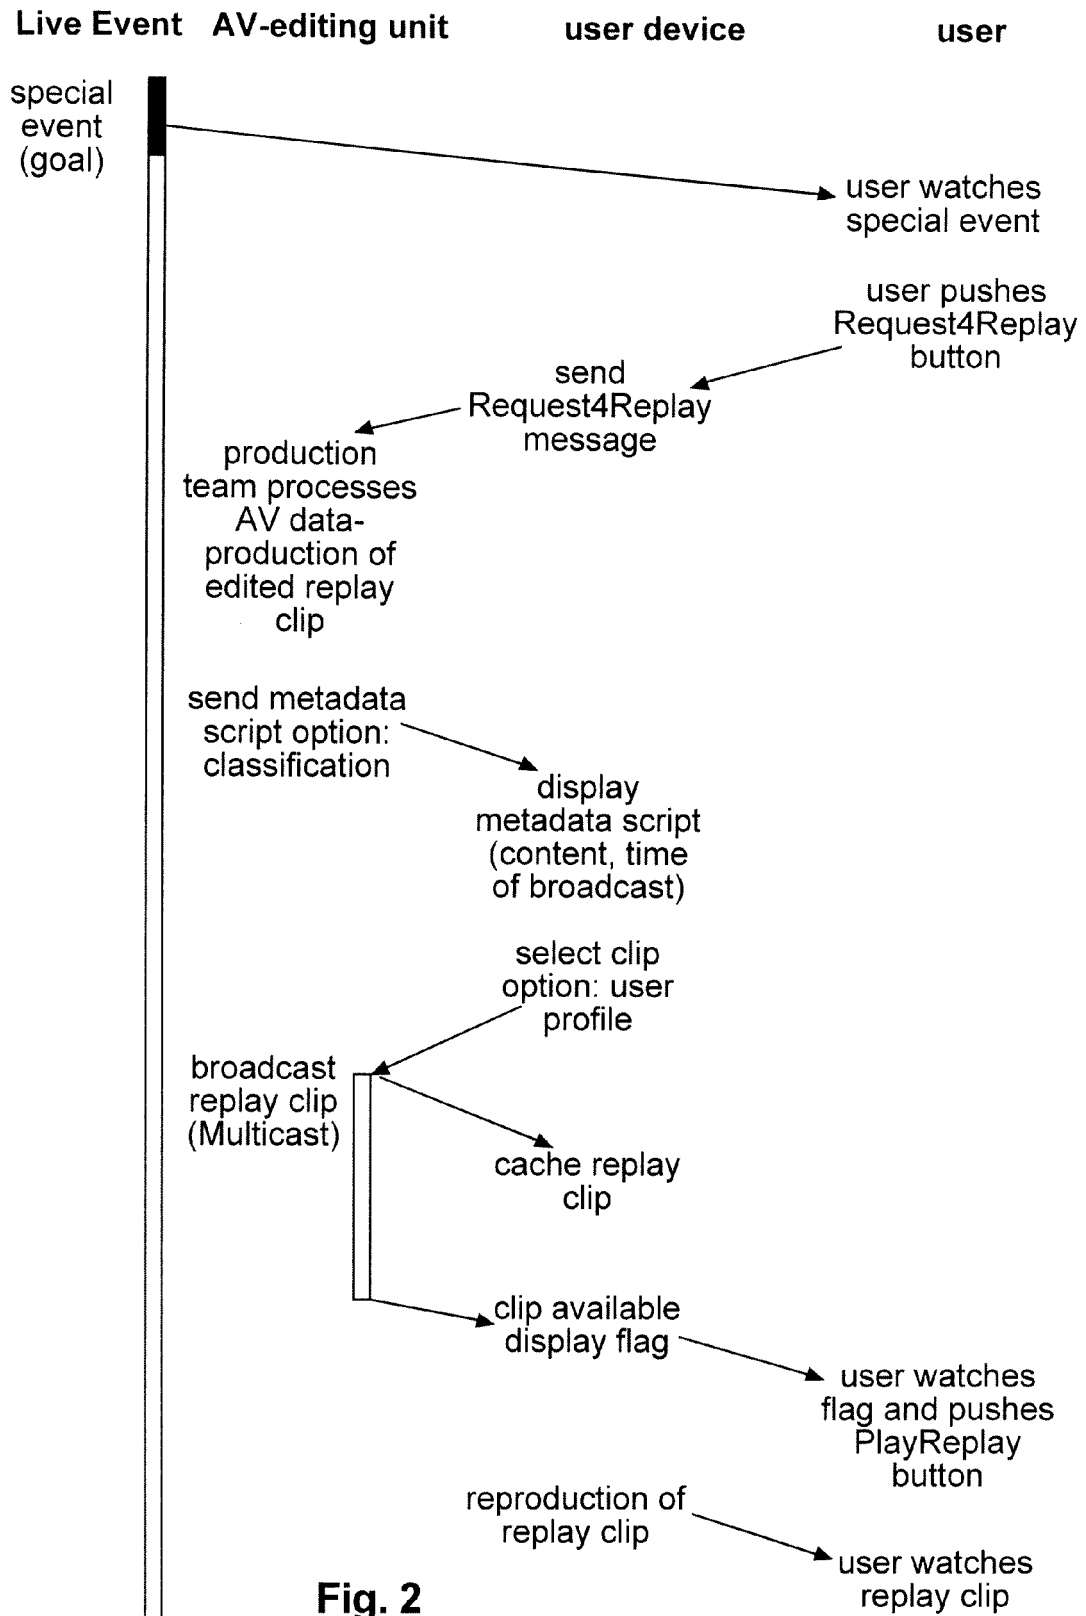 Live Event AV-editing unit user device user
special
event
(goal)
user watches
special event
user pushes
Request4Replay
button
send
Request4Replay
message
production
team processes
AV data-
production of
edited replay
clip
send metadata
script option:
classification
display
metadata script
(content, time
of broadcast)
select clip
option: user
profile
broadcast
replay clip
(Multicast)
cache replay
clip
clip available
display flag
user watches
flag and pushes
PlayReplay
button
reproduction of
replay clip
user watches
replay clip
Fig. 2